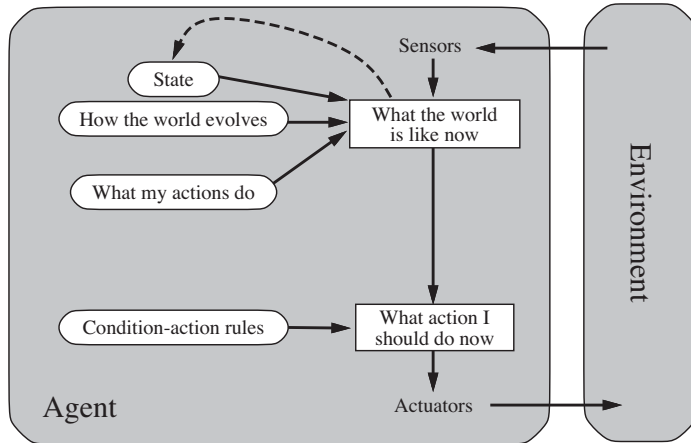 Sensors
State
How the world evolves
What the world
is like now
What my actions do
Environment
Condition-action rules
What action I
should do now
Agent
Actuators